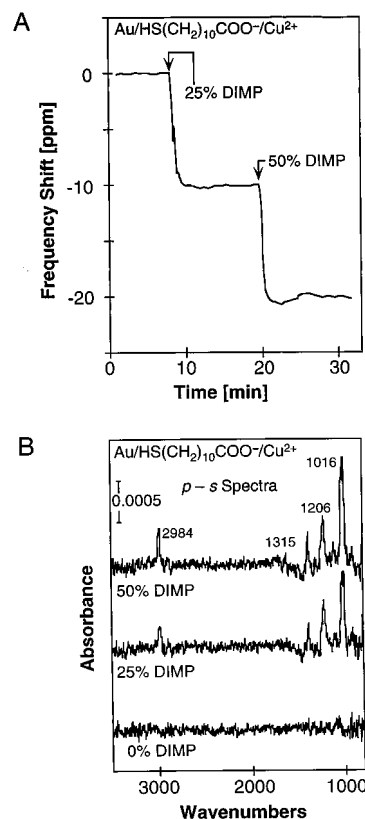 A
Au/HS(CH₂)₁₀COO⁻/Cu²⁺
25% DIMP
50% DIMP
0
-10
-20
Frequency Shift [ppm]
0 10 20 30
Time [min]
B
Au/HS(CH₂)₁₀COO⁻/Cu²⁺
1016
p – s Spectra
0.0005
1206
2984
1315
50% DIMP
25% DIMP
0% DIMP
Absorbance
3000 2000 1000
Wavenumbers